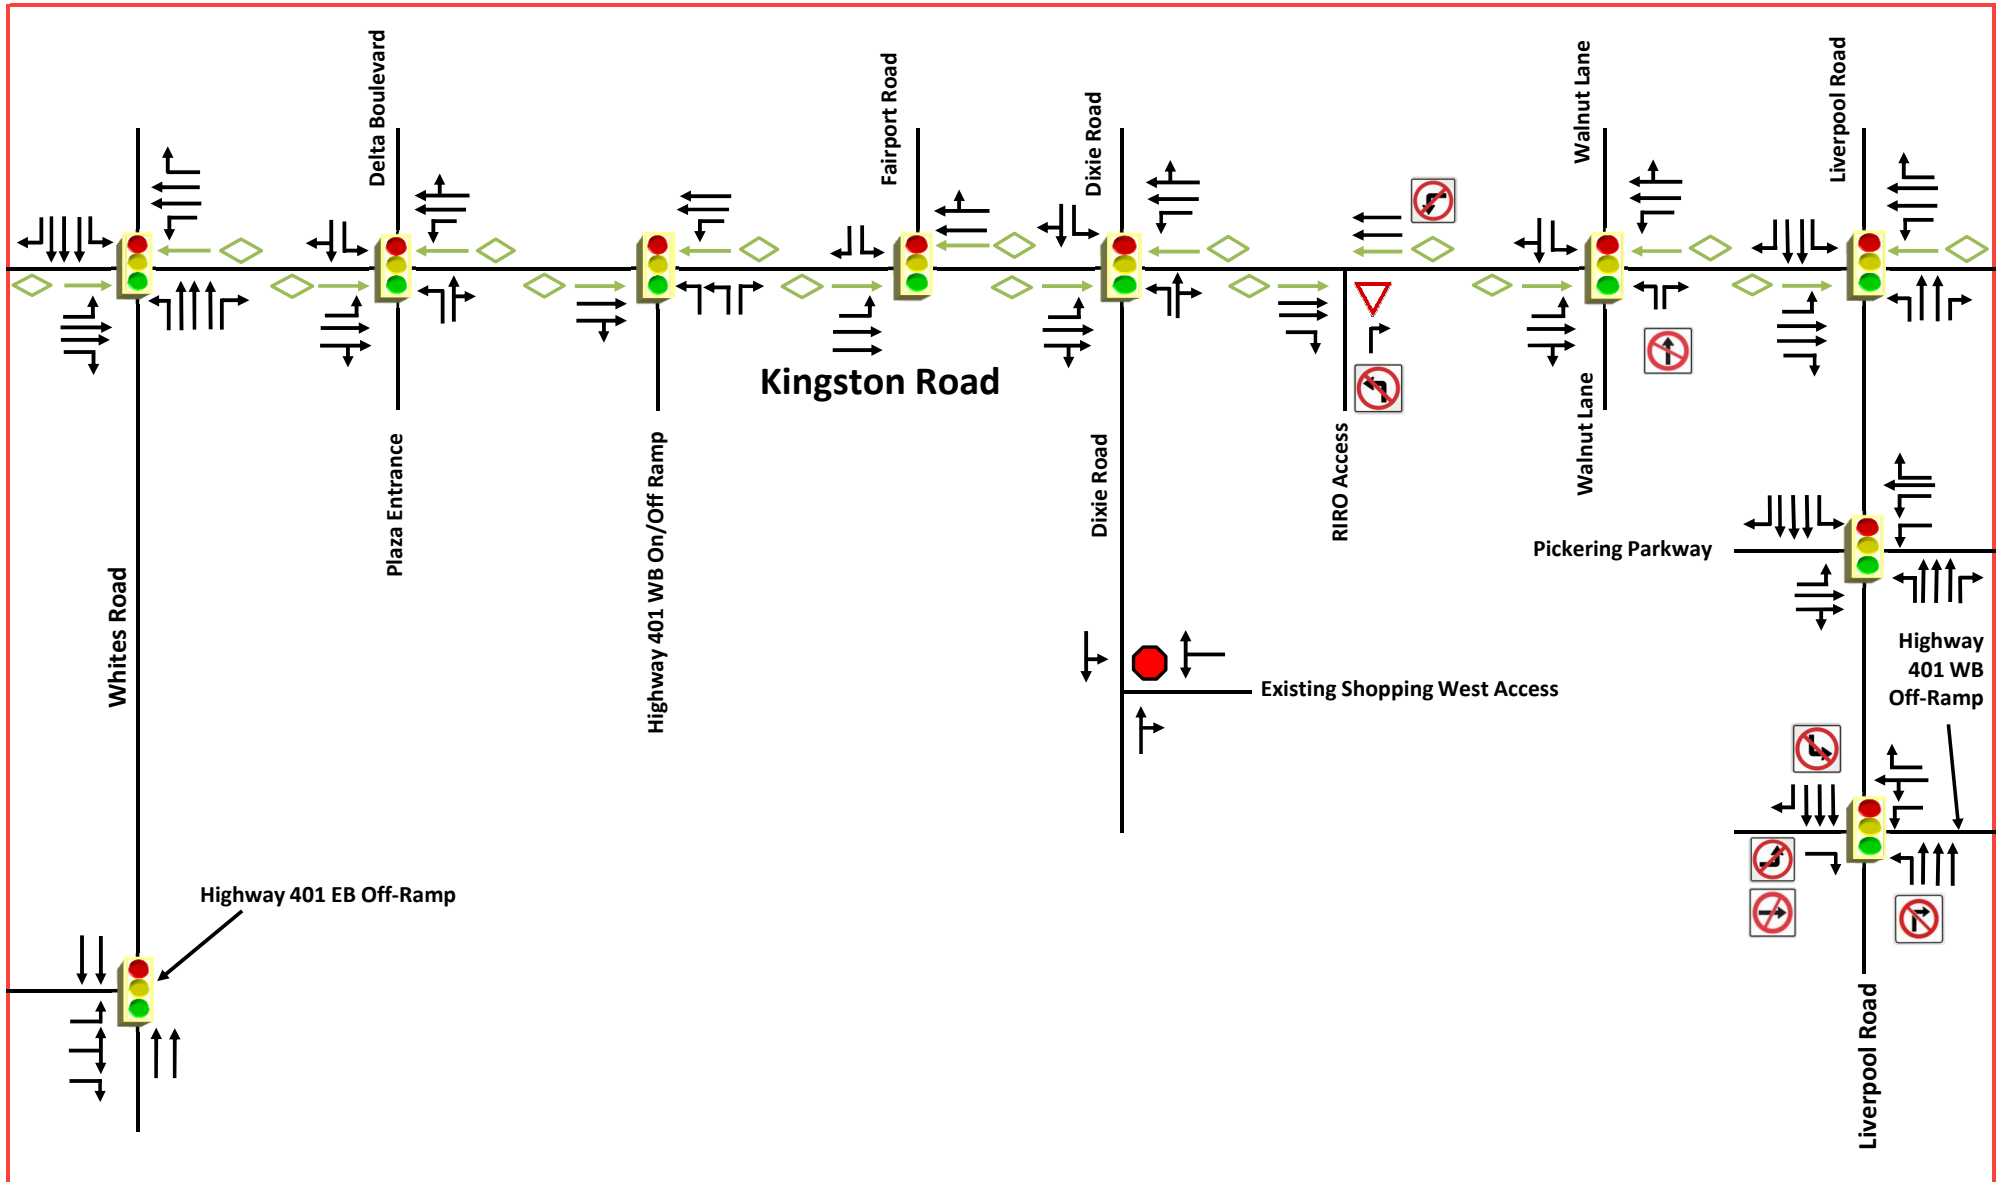 Delta Boulevard
Fairport Road
Dixie Road
Walnut Lane
Liverpool Road
Kingston Road
Plaza Entrance
Highway 401 WB On/Off Ramp
Dixie Road
RIRO Access
Walnut Lane
Pickering Parkway
Whites Road
Highway
401 WB
Off-Ramp
Existing Shopping West Access
Highway 401 EB Off-Ramp
Liverpool Road